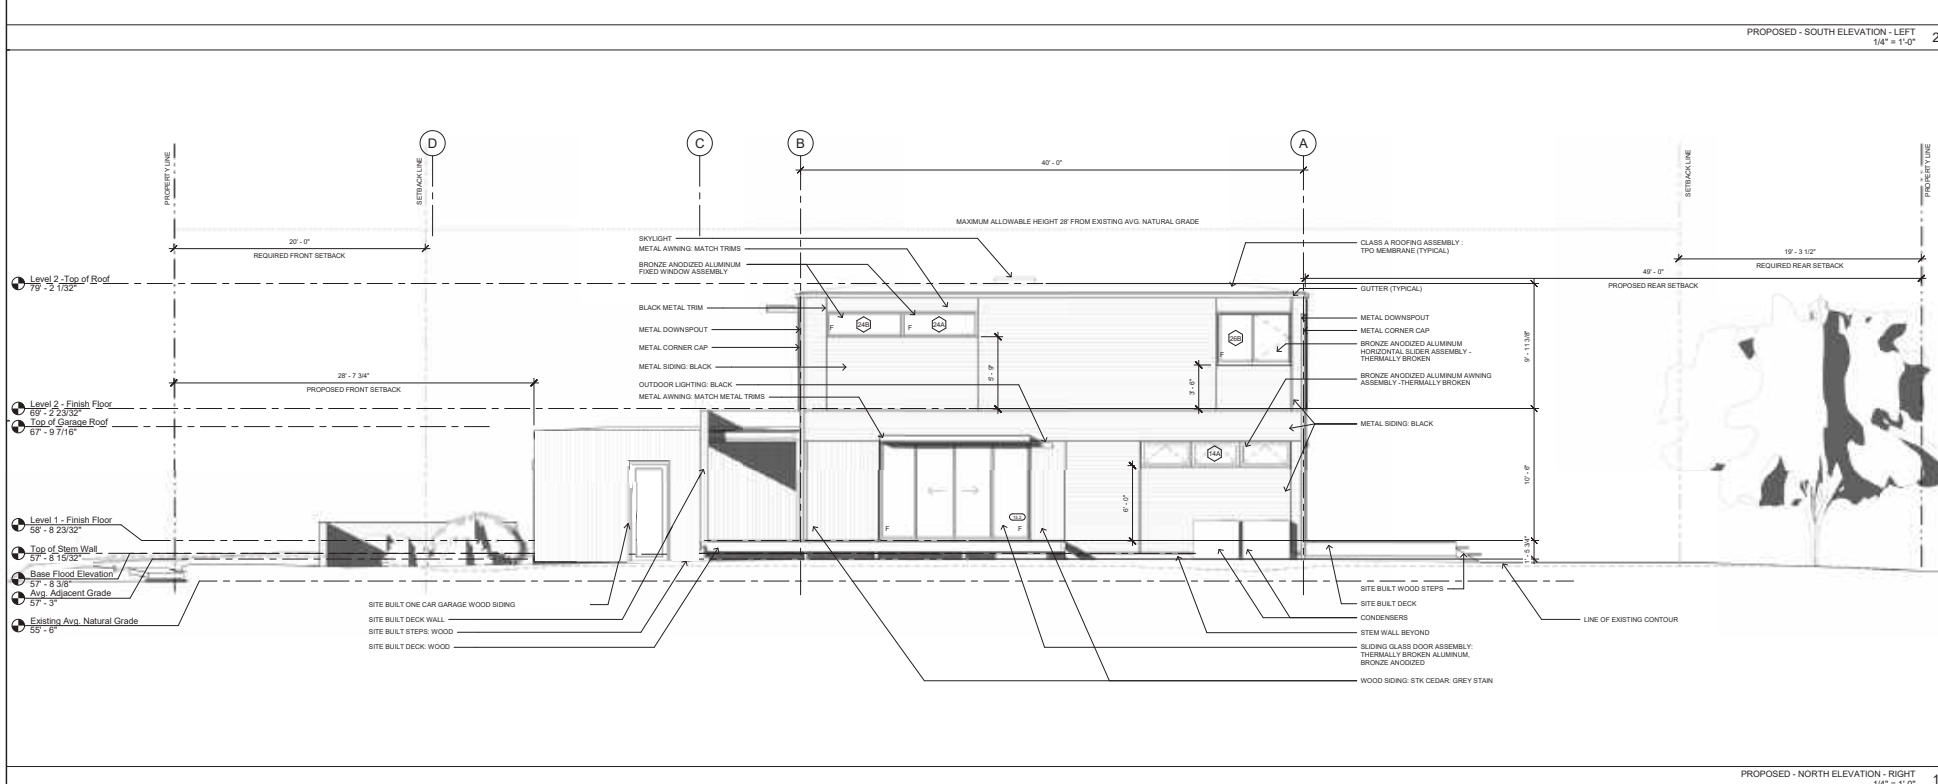 PROPOSED - SOUTH ELEVATION - LEFT
1/4" = 1'-0"
2
D
C
B
A
PROPERTY LINE
SETBACK LINE
SETBACK LINE
PROPERTY LINE
40' - 0"
MAXIMUM ALLOWABLE HEIGHT 28' FROM EXISTING AVG. NATURAL GRADE
20' - 0"
REQUIRED FRONT SETBACK
19' - 3 1/2"
REQUIRED REAR SETBACK
49' - 0"
PROPOSED REAR SETBACK
28' - 7 3/4"
PROPOSED FRONT SETBACK
Level 2 -Top of Roof
79' - 2 1/32"
Level 2 - Finish Floor
69' - 2 23/32"
Top of Garage Roof
67' - 9 7/16"
Level 1 - Finish Floor
58' - 8 23/32"
Top of Stem Wall
57' - 8 15/32"
Base Flood Elevation
57' - 8 3/8"
Avg. Adjacent Grade
57' - 3"
Existing Avg. Natural Grade
55' - 6"
SKYLIGHT
METAL AWNING: MATCH TRIMS
BRONZE ANODIZED ALUMINUM
FIXED WINDOW ASSEMBLY
BLACK METAL TRIM
METAL DOWNSPOUT
METAL CORNER CAP
METAL SIDING: BLACK
OUTDOOR LIGHTING: BLACK
METAL AWNING: MATCH METAL TRIMS
F
24B
F
24A
26B
F
5' - 9"
3' - 6"
14A
6' - 0"
F
F
CLASS A ROOFING ASSEMBLY :
TPO MEMBRANE (TYPICAL)
GUTTER (TYPICAL)
METAL DOWNSPOUT
METAL CORNER CAP
BRONZE ANODIZED ALUMINUM
HORIZONTAL SLIDER ASSEMBLY -
THERMALLY BROKEN
BRONZE ANODIZED ALUMINUM AWNING
ASSEMBLY -THERMALLY BROKEN
METAL SIDING: BLACK
9' - 11 3/8"
10' - 6"
1' - 5 3/4"
SITE BUILT ONE CAR GARAGE WOOD SIDING
SITE BUILT DECK WALL
SITE BUILT STEPS: WOOD
SITE BUILT DECK: WOOD
SITE BUILT WOOD STEPS
SITE BUILT DECK
CONDENSERS
STEM WALL BEYOND
SLIDING GLASS DOOR ASSEMBLY:
THERMALLY BROKEN ALUMINUM,
BRONZE ANODIZED
WOOD SIDING: STK CEDAR: GREY STAIN
LINE OF EXISTING CONTOUR
PROPOSED - NORTH ELEVATION - RIGHT
1/4" = 1'-0"
1